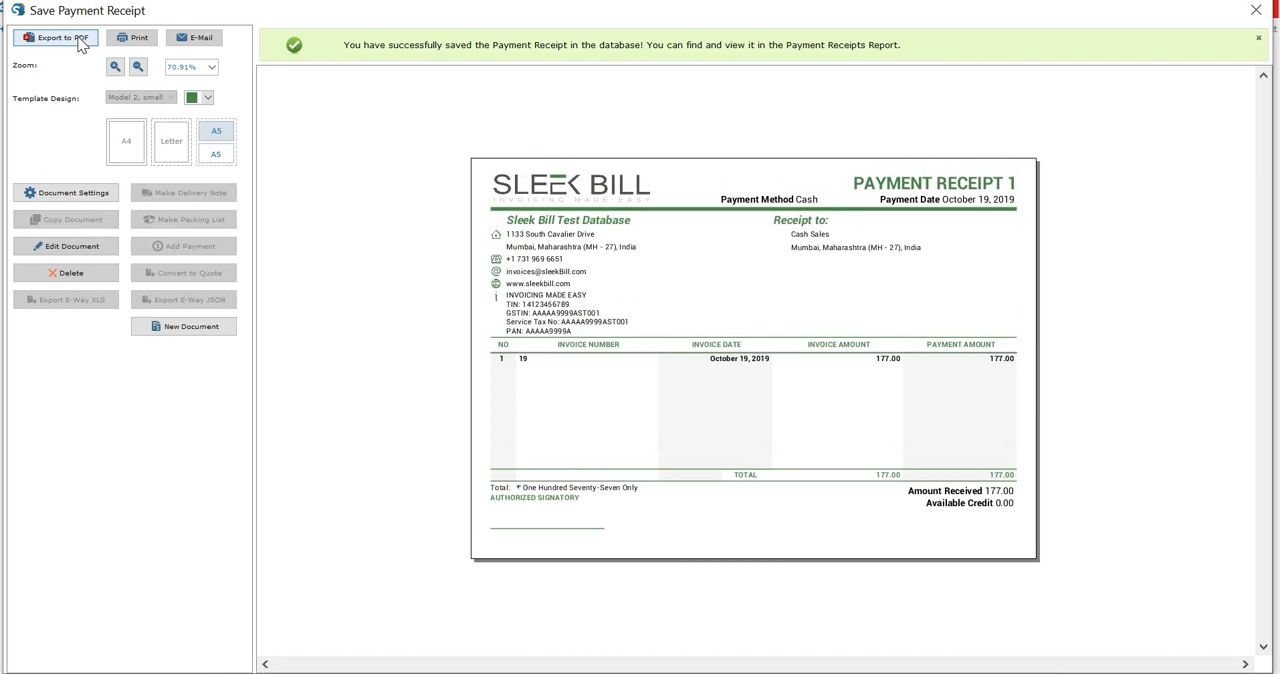 Save Payment Receipt
Export to PDF
Print
E-Mail
Zoom:
70.91%
Template Design:
Model 2, small
A4
Letter
A5
A5
Document Settings
Make Delivery Note
Copy Document
Make Packing List
Edit Document
Add Payment
Delete
Convert to Quote
Export E-Way XLS
Export E-Way JSON
New Document
You have successfully saved the Payment Receipt in the database! You can find and view it in the Payment Receipts Report.
SLEEK BILL
INVOICING MADE EASY
PAYMENT RECEIPT 1
Payment Method Cash
Payment Date October 19, 2019
Sleek Bill Test Database
1133 South Cavalier Drive
Mumbai, Maharashtra (MH - 27), India
+1 731 969 6651
invoices@sleekBill.com
www.sleekbill.com
INVOICING MADE EASY
TIN: 14123456789
GSTIN: AAAAA9999AST001
Service Tax No: AAAAA9999AST001
PAN: AAAAA9999A
Receipt to:
Cash Sales
Mumbai, Maharashtra (MH - 27), India
NO INVOICE NUMBER INVOICE DATE INVOICE AMOUNT PAYMENT AMOUNT
1 19 October 19, 2019 177.00 177.00
TOTAL 177.00 177.00
Total: ₹ One Hundred Seventy-Seven Only
AUTHORIZED SIGNATORY
Amount Received 177.00
Available Credit 0.00